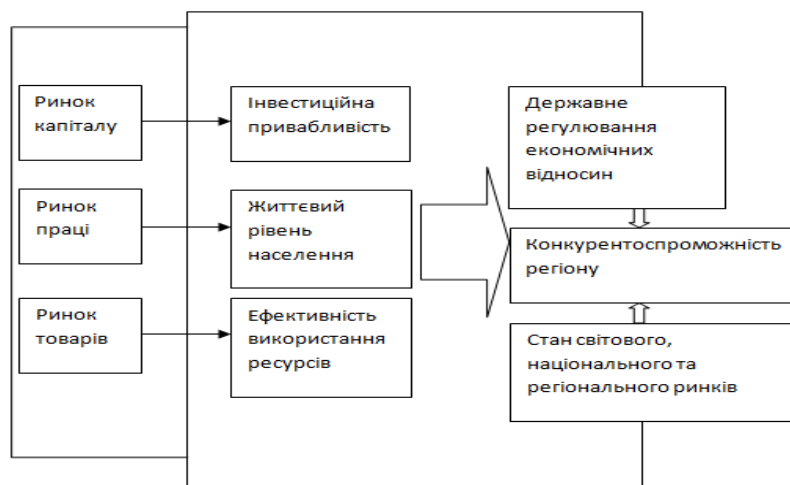 Ринок
капіталу
Інвестиційна
привабливість
Державне
регулювання
економічних
відносин
Ринок
праці
Життєвий
рівень
населення
Конкурентоспроможність
регіону
Ринок
товарів
Ефективність
використання
ресурсів
Стан світового,
національного та
регіонального ринків